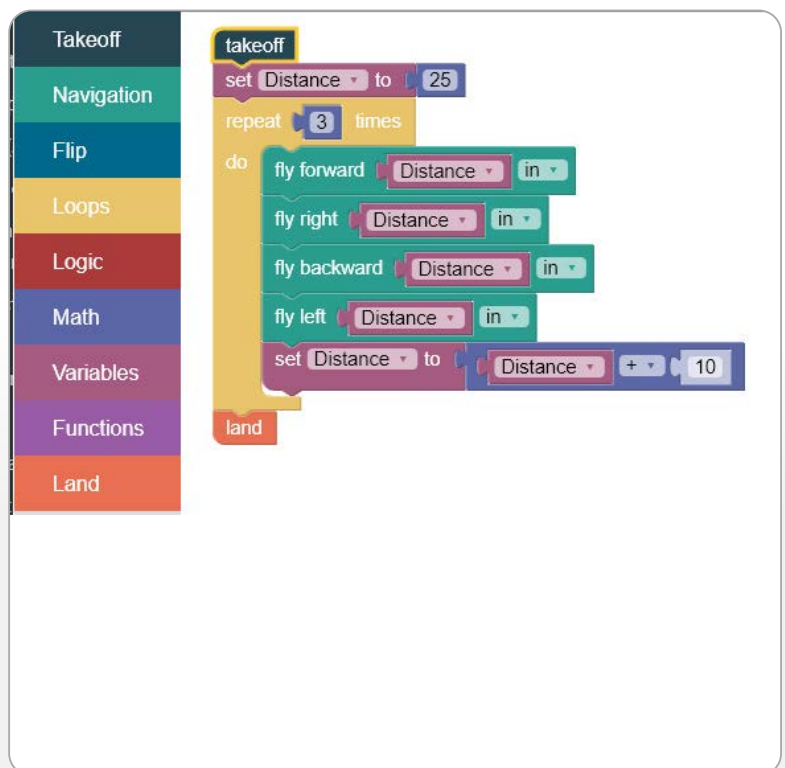 Takeoff
Navigation
Flip
Loops
Logic
Math
Variables
Functions
Land
takeoff
set Distance to 25
repeat 3 times
do fly forward Distance in
fly right Distance in
fly backward Distance in
fly left Distance in
set Distance to Distance + 10
land